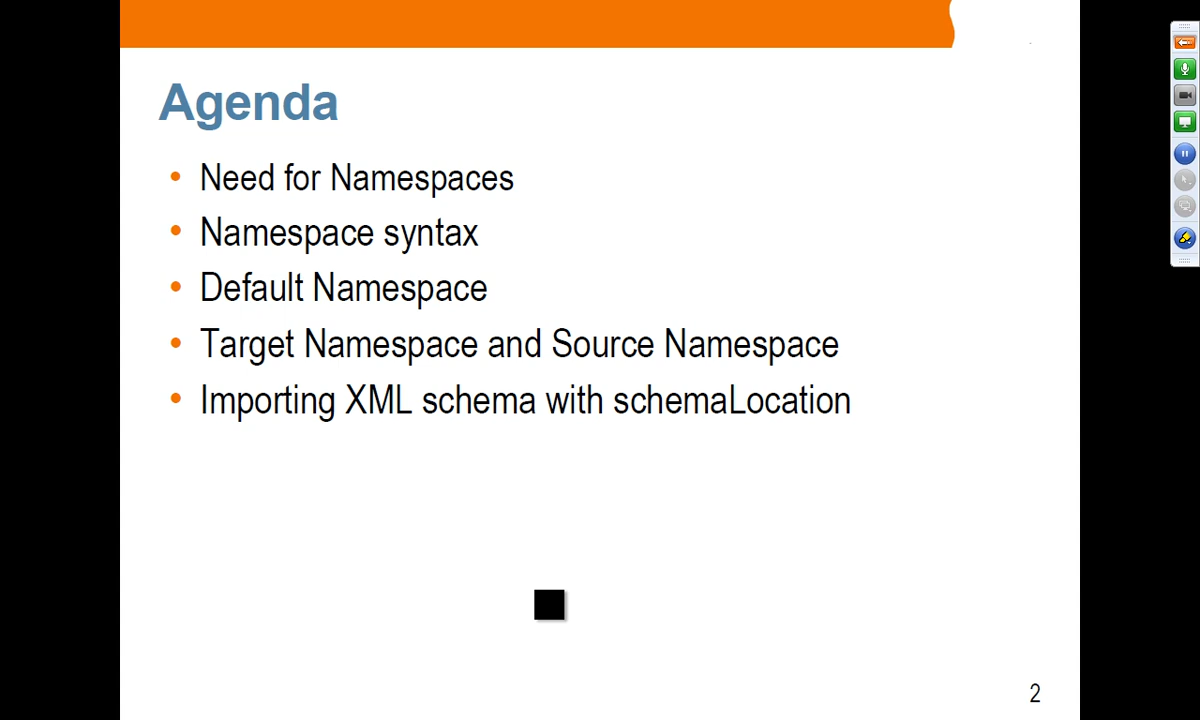 Agenda
• Need for Namespaces
• Namespace syntax
• Default Namespace
• Target Namespace and Source Namespace
• Importing XML schema with schemaLocation
2